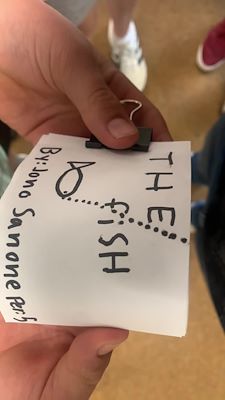 THE
fiSH
By: Jono Sanone Per: 5